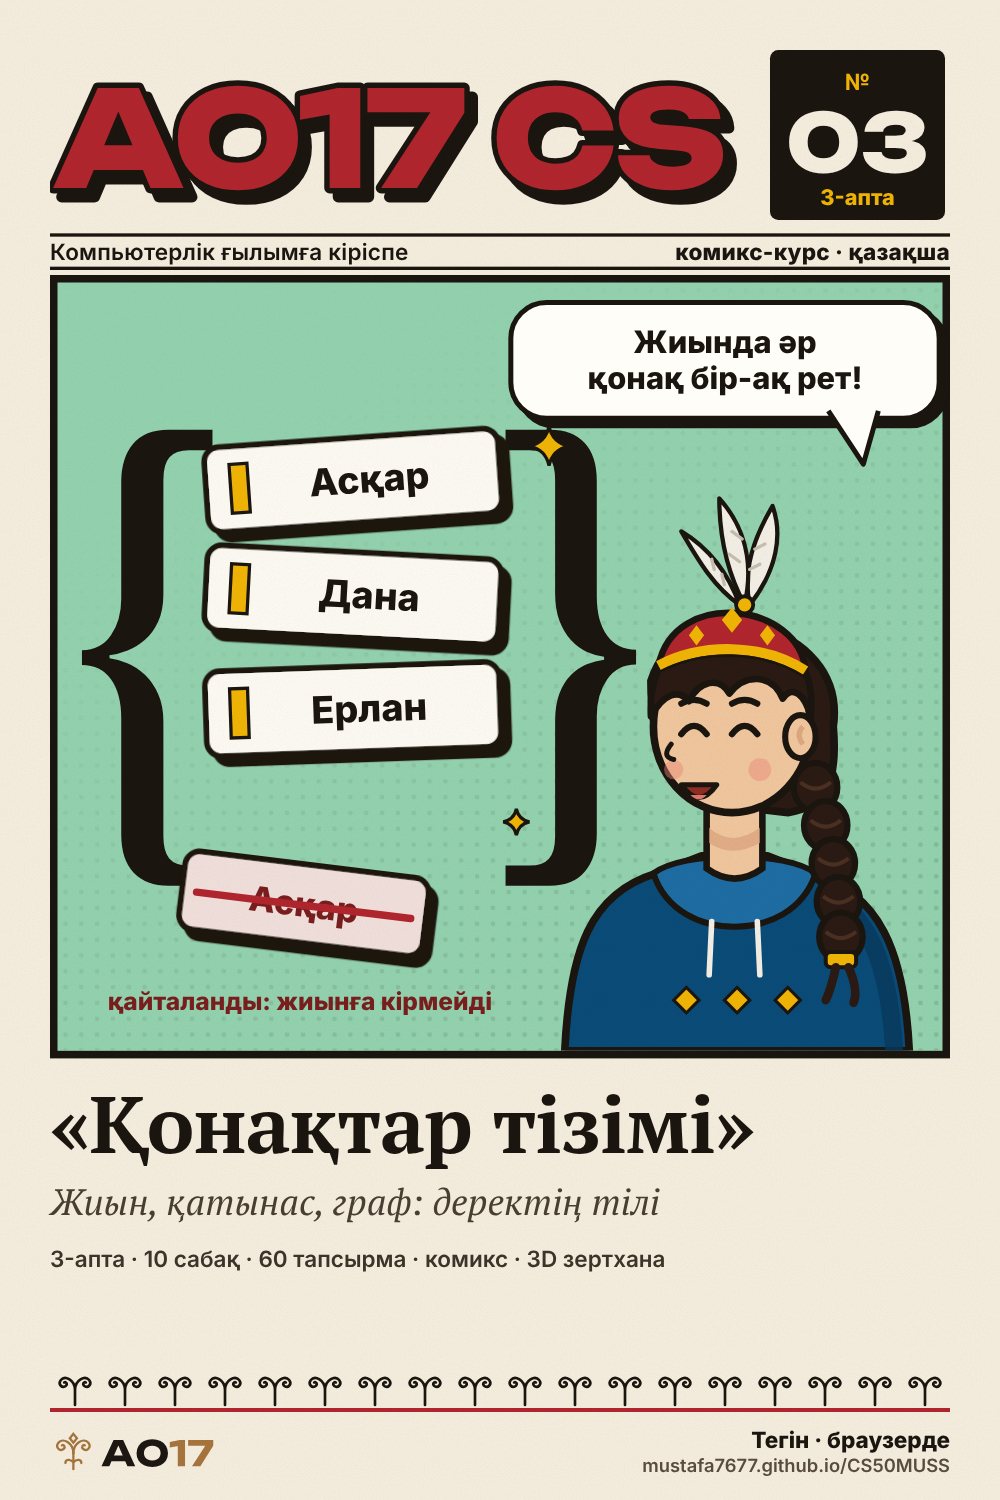 AO17 CS
№
03
3-апта
Компьютерлік ғылымға кіріспе
комикс-курс · қазақша
Жиында әр
қонақ бір-ақ рет!
Асқар
Дана
Ерлан
Асқар
қайталанды: жиынға кірмейді
«Қонақтар тізімі»
Жиын, қатынас, граф: деректің тілі
3-апта · 10 сабақ · 60 тапсырма · комикс · 3D зертхана
AO17
Тегін · браузерде
mustafa7677.github.io/CS50MUSS